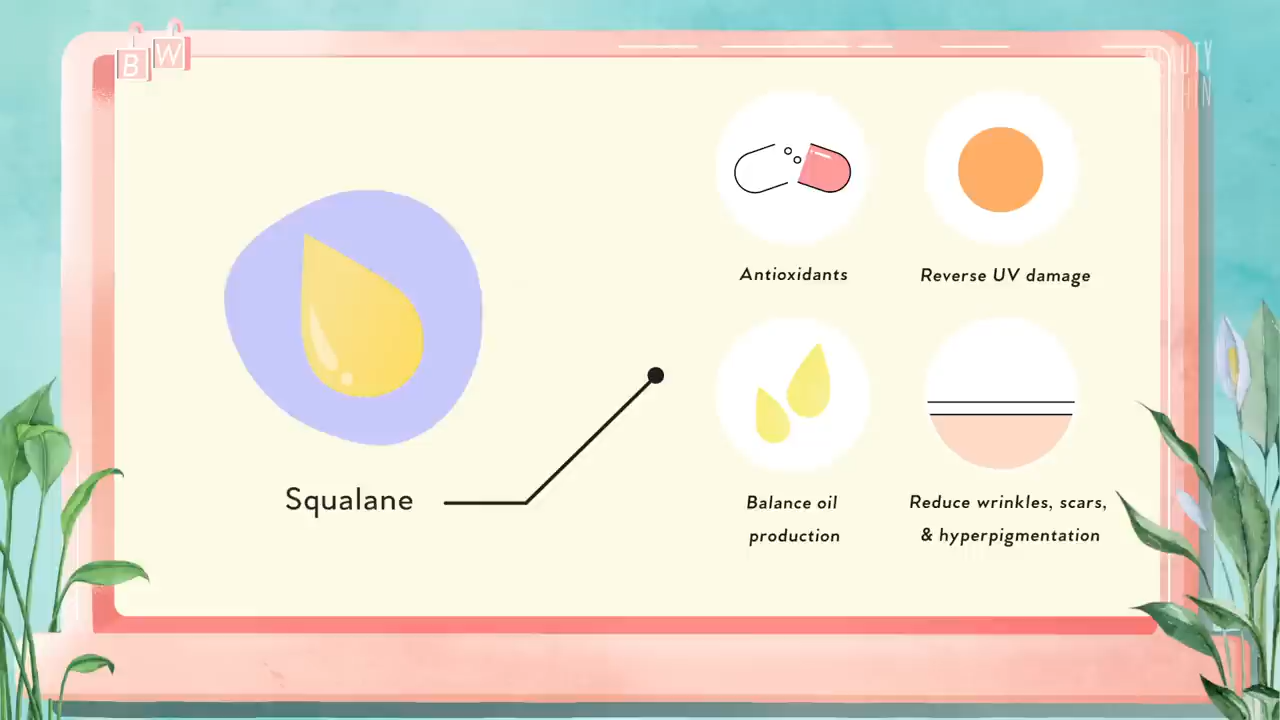 B W
Antioxidants
Reverse UV damage
Squalane
Balance oil
production
Reduce wrinkles, scars,
& hyperpigmentation